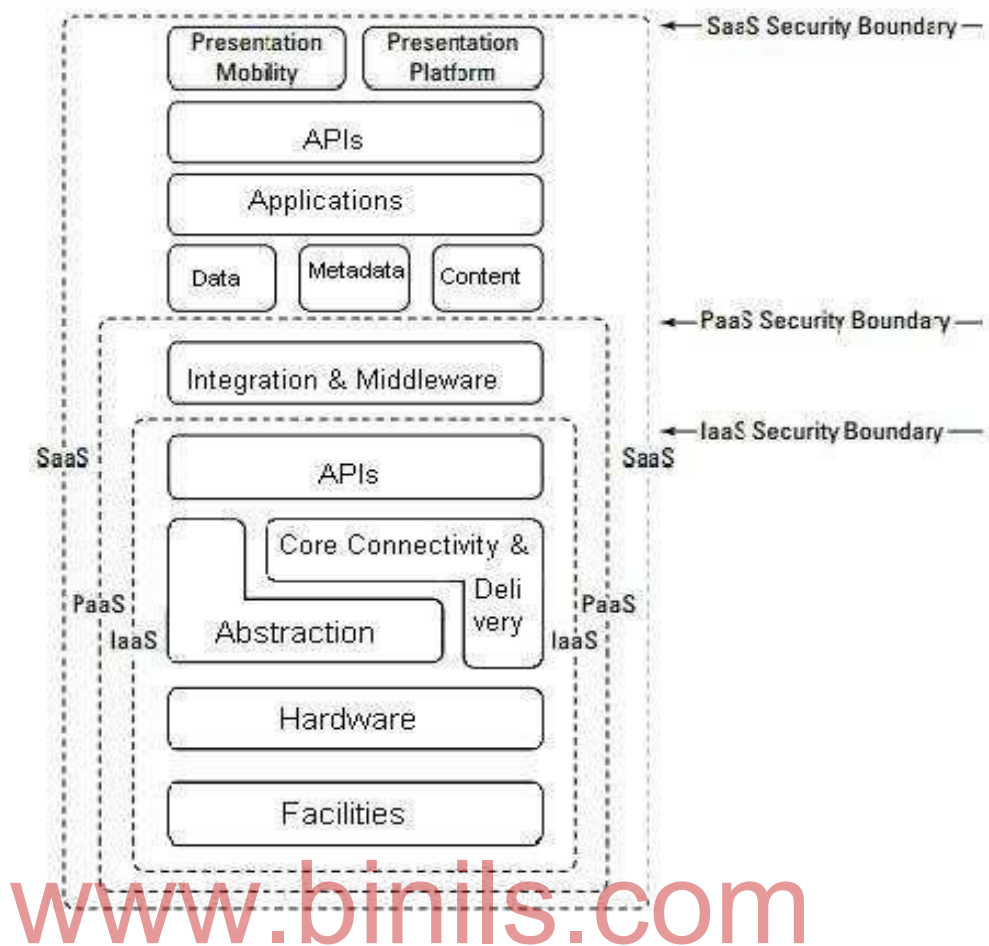 SaaS Security Boundary
Presentation
Mobility
Presentation
Platform
APIs
Applications
Data
Metadata
Content
PaaS Security Boundary
Integration & Middleware
IaaS Security Boundary
SaaS
SaaS
APIs
Core Connectivity &
Deli
very
PaaS
PaaS
IaaS
IaaS
Abstraction
Hardware
Facilities
www.binils.com